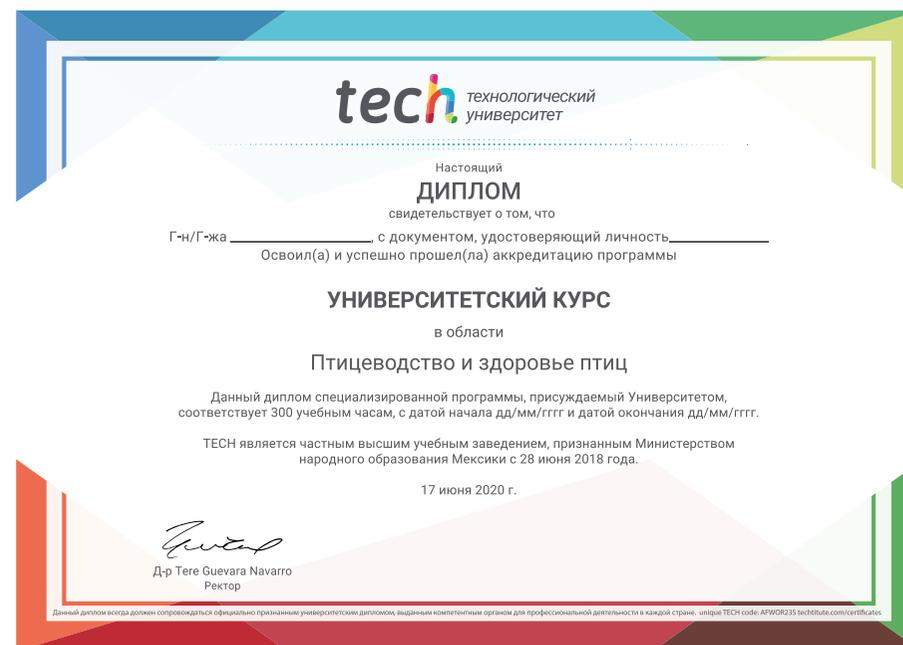 tech технологический
университет
Настоящий
ДИПЛОМ
свидетельствует о том, что
Г-н/Г-жа ____________, с документом, удостоверяющий личность____________
Освоил(а) и успешно прошел(ла) аккредитацию программы
УНИВЕРСИТЕТСКИЙ КУРС
в области
Птицеводство и здоровье птиц
Данный диплом специализированной программы, присуждаемый Университетом,
соответствует 300 учебным часам, с датой начала дд/мм/гггг и датой окончания дд/мм/гггг.
TECH является частным высшим учебным заведением, признанным Министерством
народного образования Мексики с 28 июня 2018 года.
17 июня 2020 г.
Д-р Tere Guevara Navarro
Ректор
Данный диплом всегда должен сопровождаться официально признанным университетским дипломом, выданным компетентным органом для профессиональной деятельности в каждой стране. unique TECH code: AFWOR23S techtitute.com/certificates